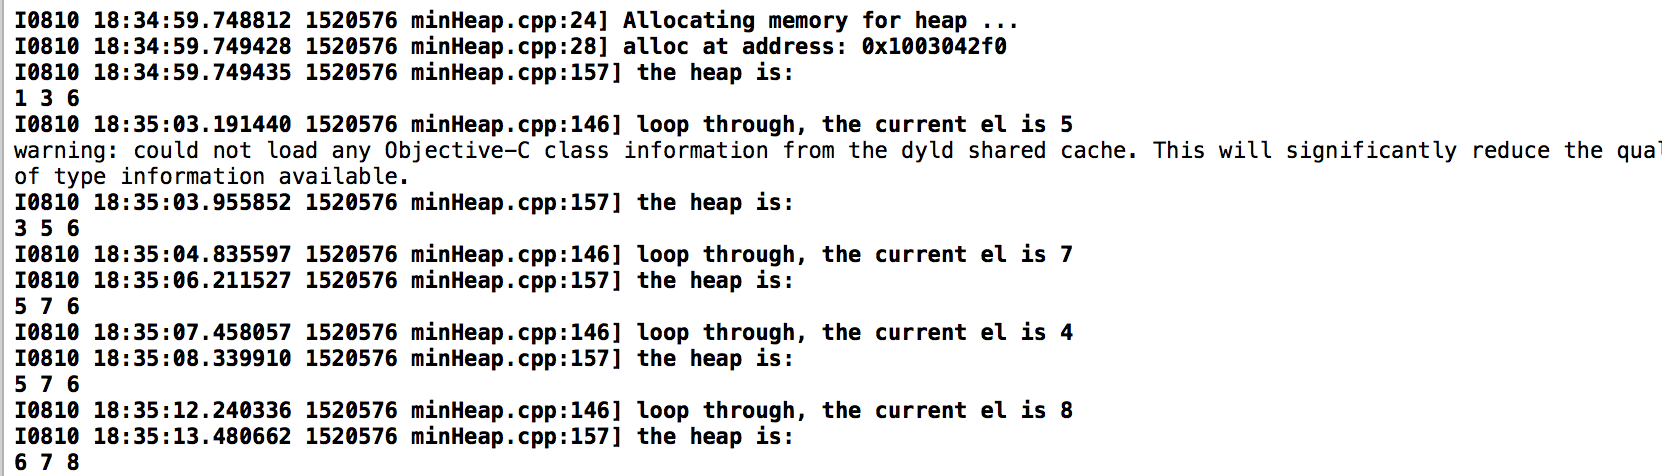 I0810 18:34:59.748812 1520576 minHeap.cpp:24] Allocating memory for heap ...
I0810 18:34:59.749428 1520576 minHeap.cpp:28] alloc at address: 0x1003042f0
I0810 18:34:59.749435 1520576 minHeap.cpp:157] the heap is:
1 3 6
I0810 18:35:03.191440 1520576 minHeap.cpp:146] loop through, the current el is 5
warning: could not load any Objective-C class information from the dyld shared cache. This will significantly reduce the qual
of type information available.
I0810 18:35:03.955852 1520576 minHeap.cpp:157] the heap is:
3 5 6
I0810 18:35:04.835597 1520576 minHeap.cpp:146] loop through, the current el is 7
I0810 18:35:06.211527 1520576 minHeap.cpp:157] the heap is:
5 7 6
I0810 18:35:07.458057 1520576 minHeap.cpp:146] loop through, the current el is 4
I0810 18:35:08.339910 1520576 minHeap.cpp:157] the heap is:
5 7 6
I0810 18:35:12.240336 1520576 minHeap.cpp:146] loop through, the current el is 8
I0810 18:35:13.480662 1520576 minHeap.cpp:157] the heap is:
6 7 8